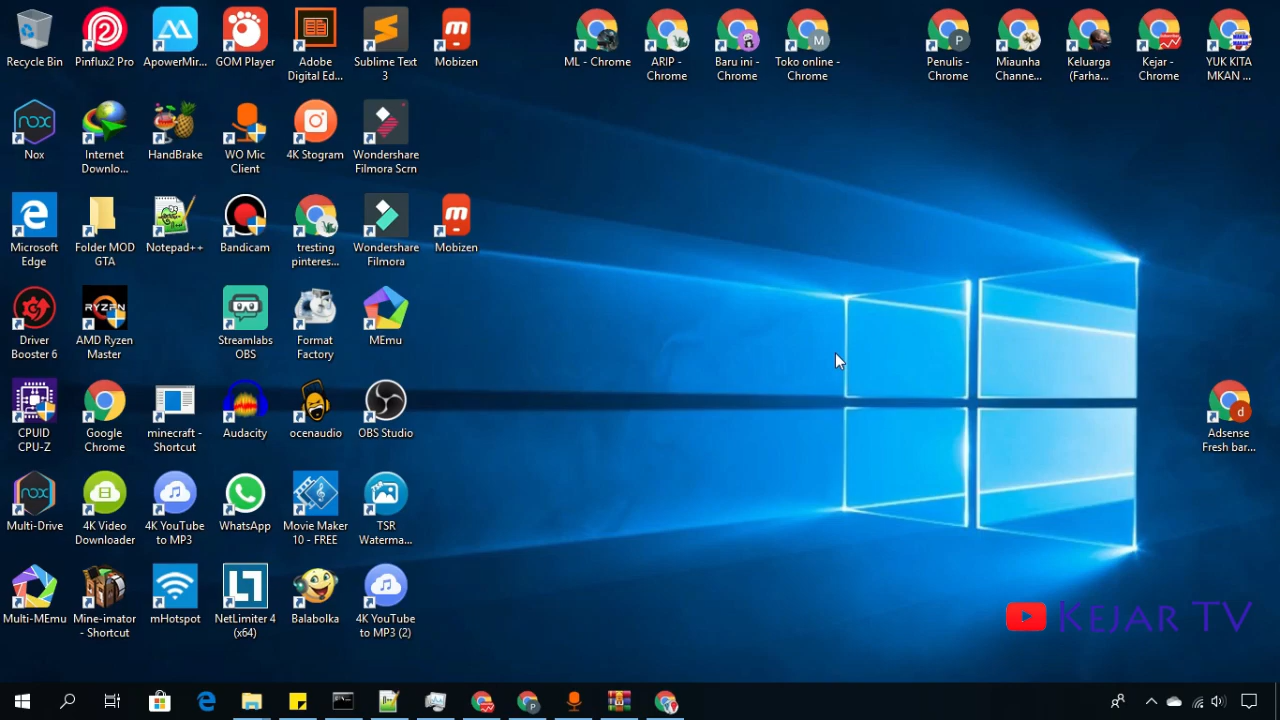 Recycle Bin
Pinflux2 Pro
ApowerMir...
GOM Player
Adobe
Digital Ed...
Sublime Text
3
Mobizen
ML - Chrome
ARIP -
Chrome
Baru ini -
Chrome
Toko online -
Chrome
Penulis -
Chrome
Miaunha
Channe...
Keluarga
(Farha...
Kejar -
Chrome
YUK KITA
MKAN ...
Nox
Internet
Downlo...
HandBrake
WO Mic
Client
4K Stogram
Wondershare
Filmora Scrn
Microsoft
Edge
Folder MOD
GTA
Notepad++
Bandicam
tresting
pinteres...
Wondershare
Filmora
Mobizen
Driver
Booster 6
RYZEN
AMD Ryzen
Master
Streamlabs
OBS
Format
Factory
MEmu
CPUID
CPU-Z
Google
Chrome
minecraft -
Shortcut
Audacity
ocenaudio
OBS Studio
Adsense
Fresh bar...
Multi-Drive
4K Video
Downloader
4K YouTube
to MP3
WhatsApp
Movie Maker
10 - FREE
TSR
Waterma...
Multi-MEmu
Mine-imator
- Shortcut
mHotspot
NetLimiter 4
(x64)
Balabolka
4K YouTube
to MP3 (2)
KEJAR TV